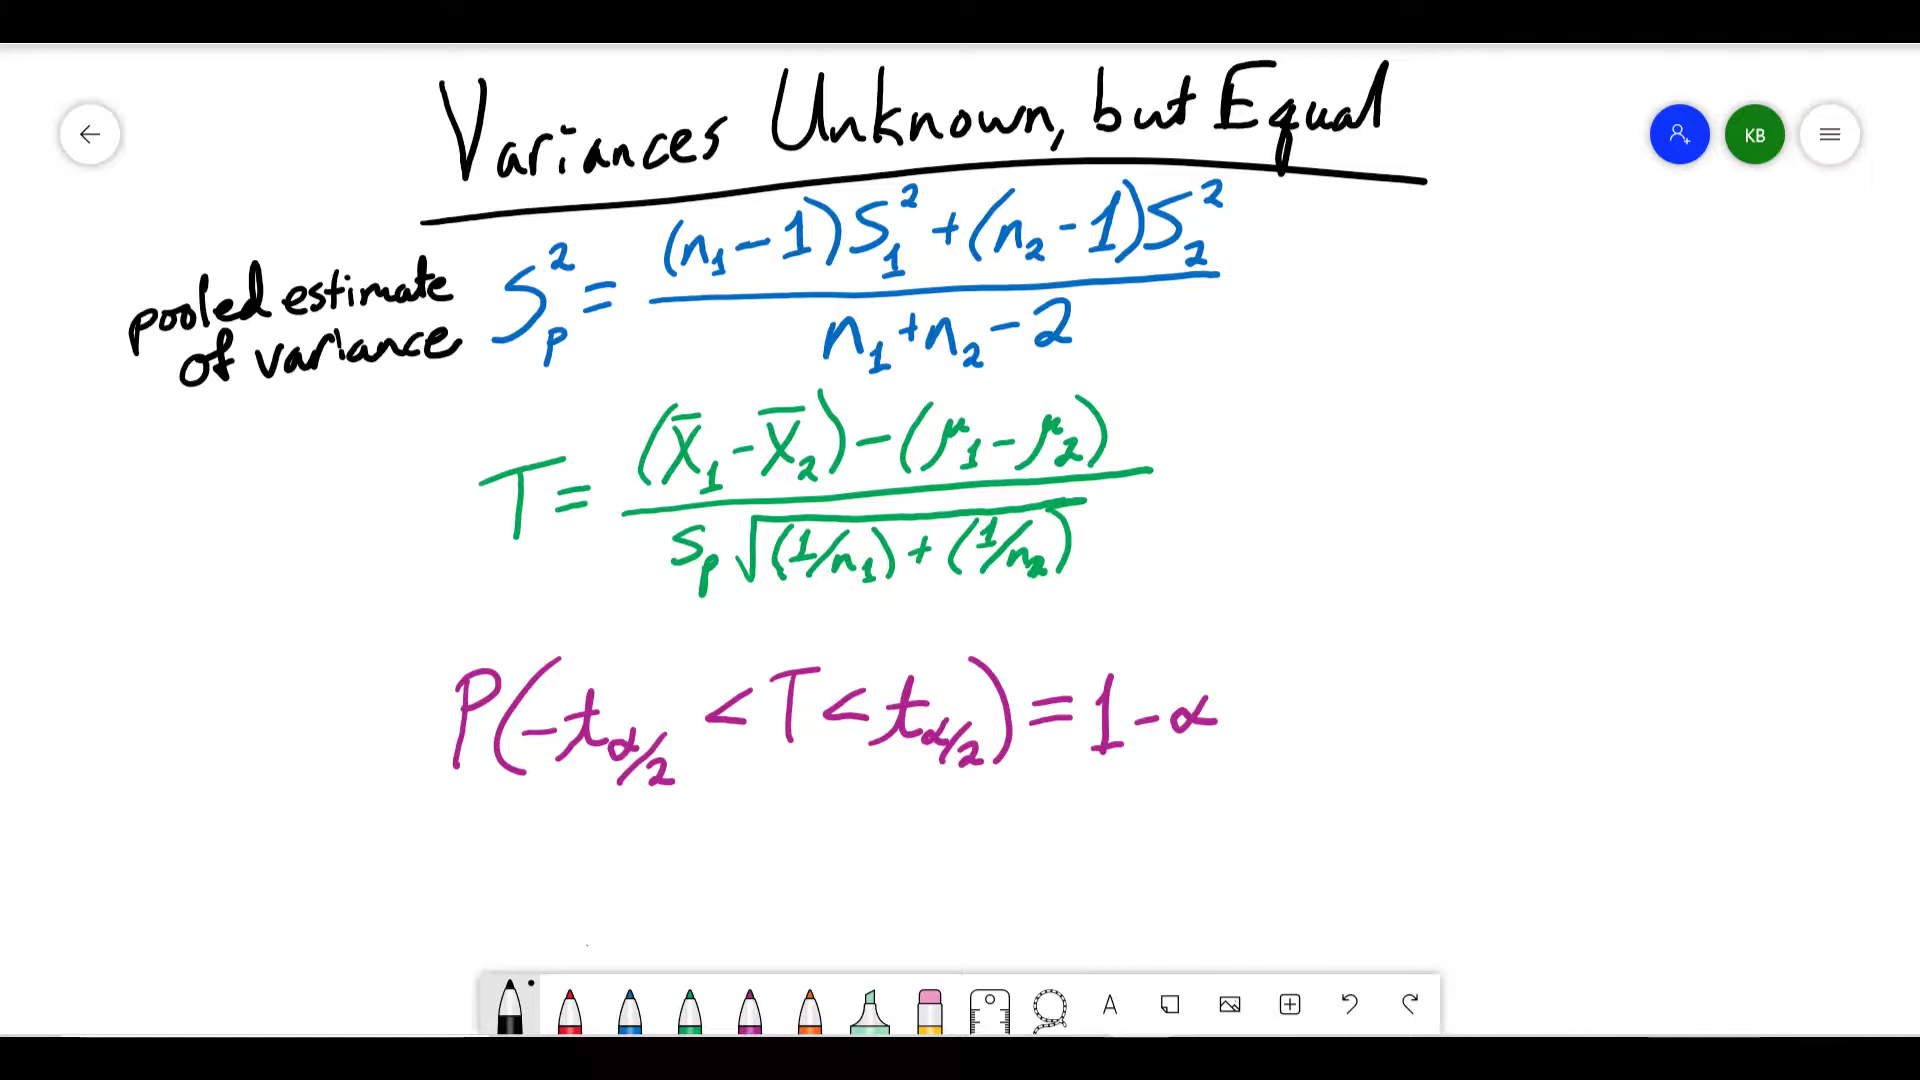 Variances Unknown, but Equal
KB
pooled estimate
of variance
S_p^2 = ((n_1 - 1)S_1^2 + (n_2 - 1)S_2^2) / (n_1 + n_2 - 2)
T = ((X̄_1 - X̄_2) - (μ_1 - μ_2)) / (S_p √((1/n_1) + (1/n_2)))
P(-t_{α/2} < T < t_{α/2}) = 1 - α
A